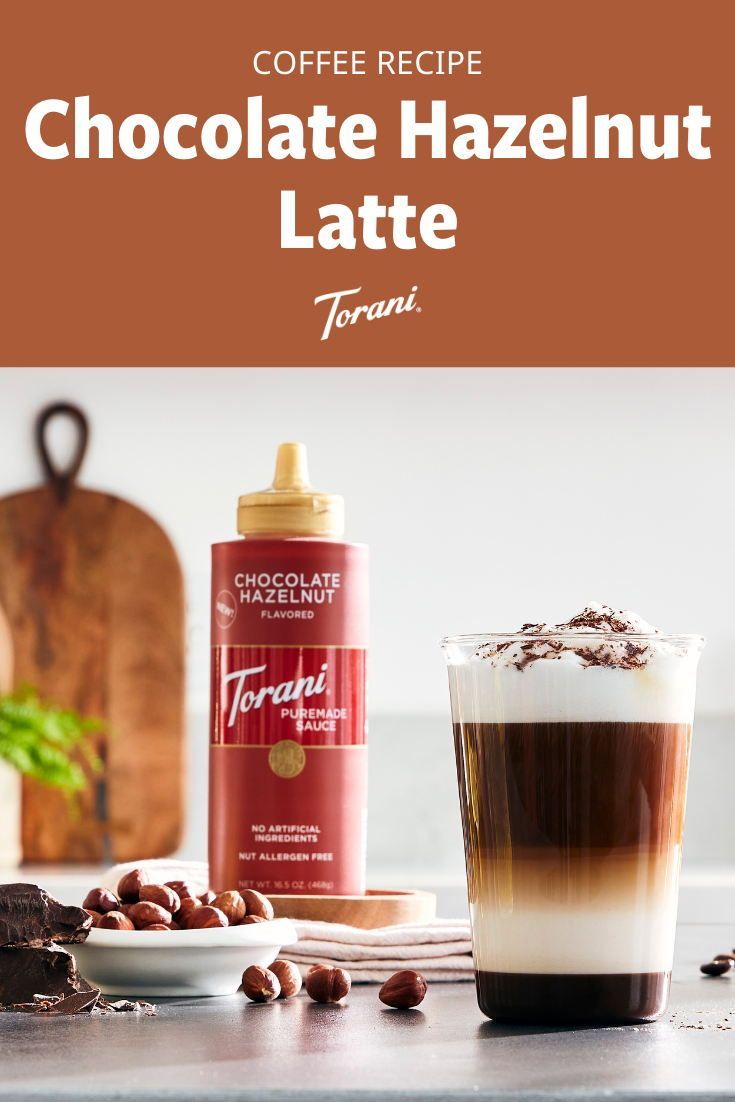 COFFEE RECIPE
Chocolate Hazelnut
Latte
Torani®
CHOCOLATE
HAZELNUT
FLAVORED
NEW!
Torani®
PUREMADE
SAUCE
NO ARTIFICIAL
INGREDIENTS
NUT ALLERGEN FREE
NET WT. 16.5 OZ (468g)